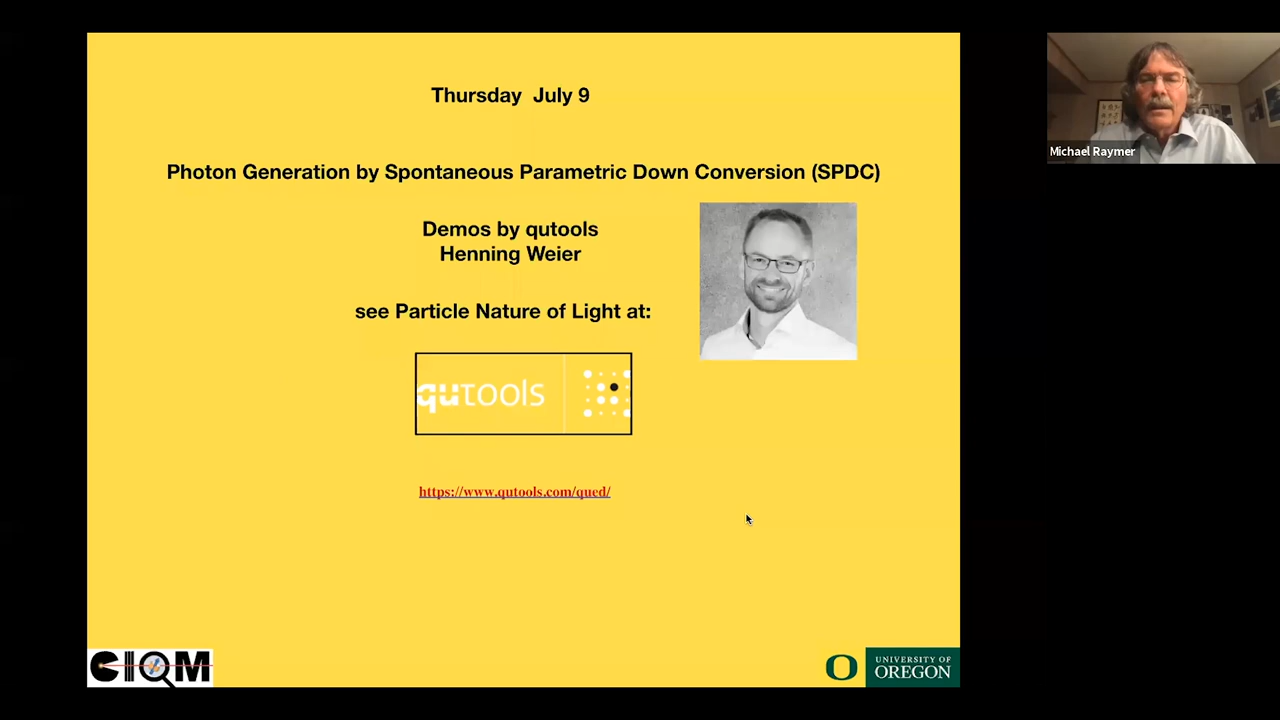 Thursday July 9
Photon Generation by Spontaneous Parametric Down Conversion (SPDC)
Demos by qutools
Henning Weier
see Particle Nature of Light at:
qutools
https://www.qutools.com/qued/
CIQM
O
UNIVERSITY OF
OREGON
Michael Raymer